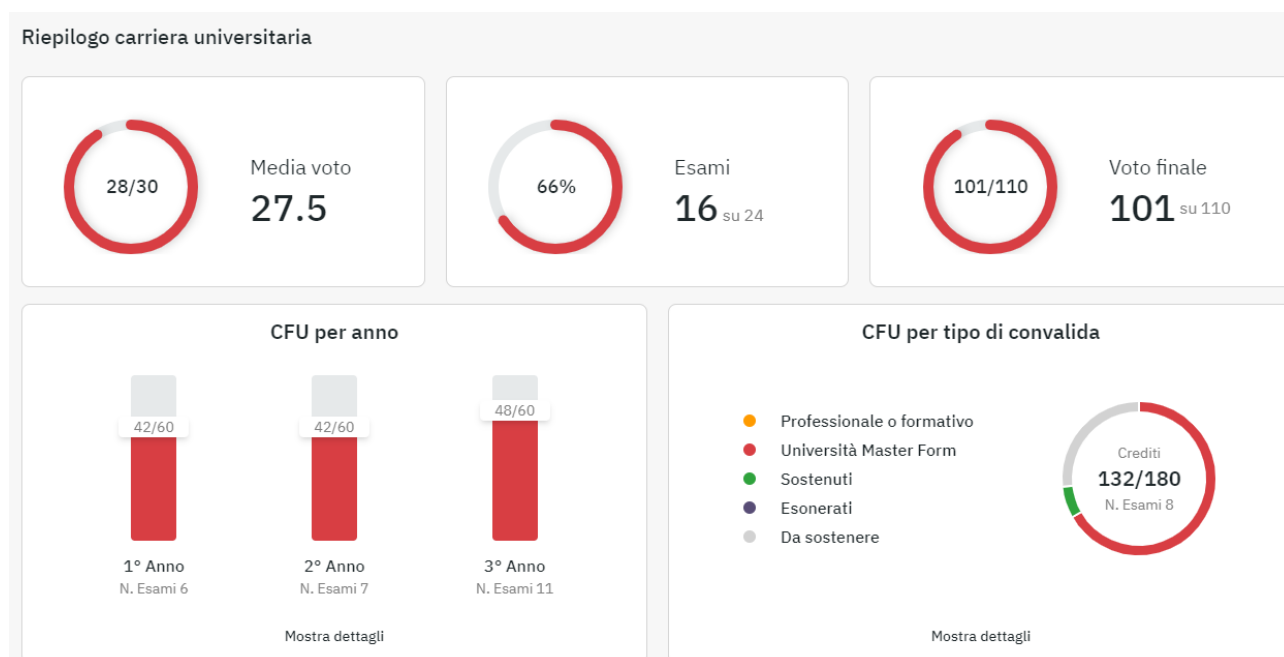 Riepilogo carriera universitaria
28/30
Media voto
27.5
66%
Esami
16 su 24
101/110
Voto finale
101 su 110
CFU per anno
42/60
42/60
48/60
1° Anno
N. Esami 6
2° Anno
N. Esami 7
3° Anno
N. Esami 11
Mostra dettagli
CFU per tipo di convalida
Professionale o formativo
Università Master Form
Sostenuti
Esonerati
Da sostenere
Crediti
132/180
N. Esami 8
Mostra dettagli